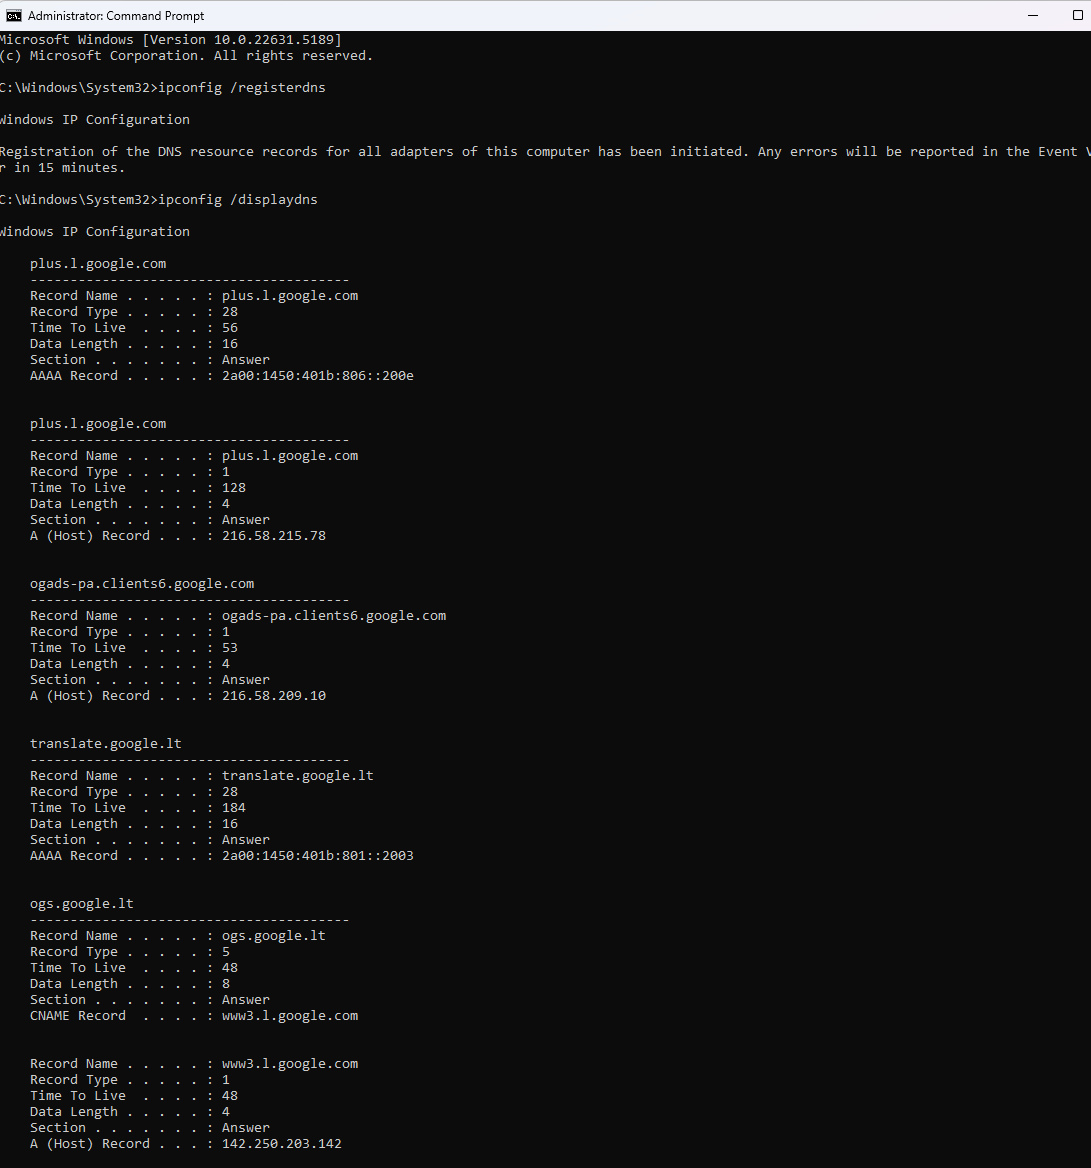 Administrator: Command Prompt
Microsoft Windows [Version 10.0.22631.5189]
(c) Microsoft Corporation. All rights reserved.
C:\Windows\System32>ipconfig /registerdns
Windows IP Configuration
Registration of the DNS resource records for all adapters of this computer has been initiated. Any errors will be reported in the Event V
r in 15 minutes.
C:\Windows\System32>ipconfig /displaydns
Windows IP Configuration
plus.l.google.com
----------------------------------------
Record Name . . . . . : plus.l.google.com
Record Type . . . . . : 28
Time To Live  . . . . : 56
Data Length . . . . . : 16
Section . . . . . . . : Answer
AAAA Record . . . . . : 2a00:1450:401b:806::200e
plus.l.google.com
----------------------------------------
Record Name . . . . . : plus.l.google.com
Record Type . . . . . : 1
Time To Live  . . . . : 128
Data Length . . . . . : 4
Section . . . . . . . : Answer
A (Host) Record . . . : 216.58.215.78
ogads-pa.clients6.google.com
----------------------------------------
Record Name . . . . . : ogads-pa.clients6.google.com
Record Type . . . . . : 1
Time To Live  . . . . : 53
Data Length . . . . . : 4
Section . . . . . . . : Answer
A (Host) Record . . . : 216.58.209.10
translate.google.lt
----------------------------------------
Record Name . . . . . : translate.google.lt
Record Type . . . . . : 28
Time To Live  . . . . : 184
Data Length . . . . . : 16
Section . . . . . . . : Answer
AAAA Record . . . . . : 2a00:1450:401b:801::2003
ogs.google.lt
----------------------------------------
Record Name . . . . . : ogs.google.lt
Record Type . . . . . : 5
Time To Live  . . . . : 48
Data Length . . . . . : 8
Section . . . . . . . : Answer
CNAME Record  . . . . : www3.l.google.com
Record Name . . . . . : www3.l.google.com
Record Type . . . . . : 1
Time To Live  . . . . : 48
Data Length . . . . . : 4
Section . . . . . . . : Answer
A (Host) Record . . . : 142.250.203.142